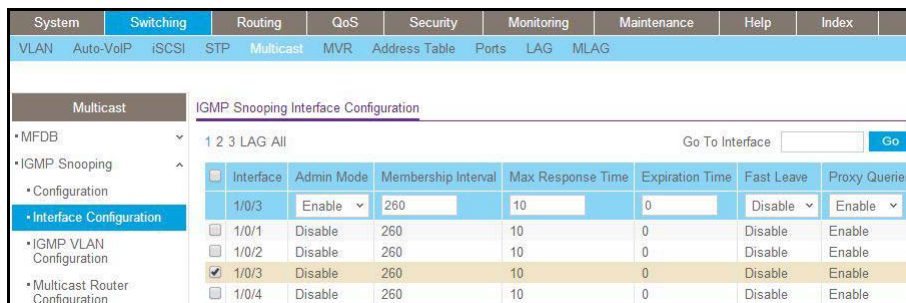 System Switching Routing QoS Security Monitoring Maintenance Help Index
VLAN Auto-VoIP iSCSI STP Multicast MVR Address Table Ports LAG MLAG
Multicast
MFDB
IGMP Snooping
Configuration
Interface Configuration
IGMP VLAN
Configuration
Multicast Router
Configuration
IGMP Snooping Interface Configuration
1 2 3 LAG All Go To Interface Go
Interface Admin Mode Membership Interval Max Response Time Expiration Time Fast Leave Proxy Querie
1/0/3 Enable 260 10 0 Disable Enable
1/0/1 Disable 260 10 0 Disable Enable
1/0/2 Disable 260 10 0 Disable Enable
1/0/3 Disable 260 10 0 Disable Enable
1/0/4 Disable 260 10 0 Disable Enable